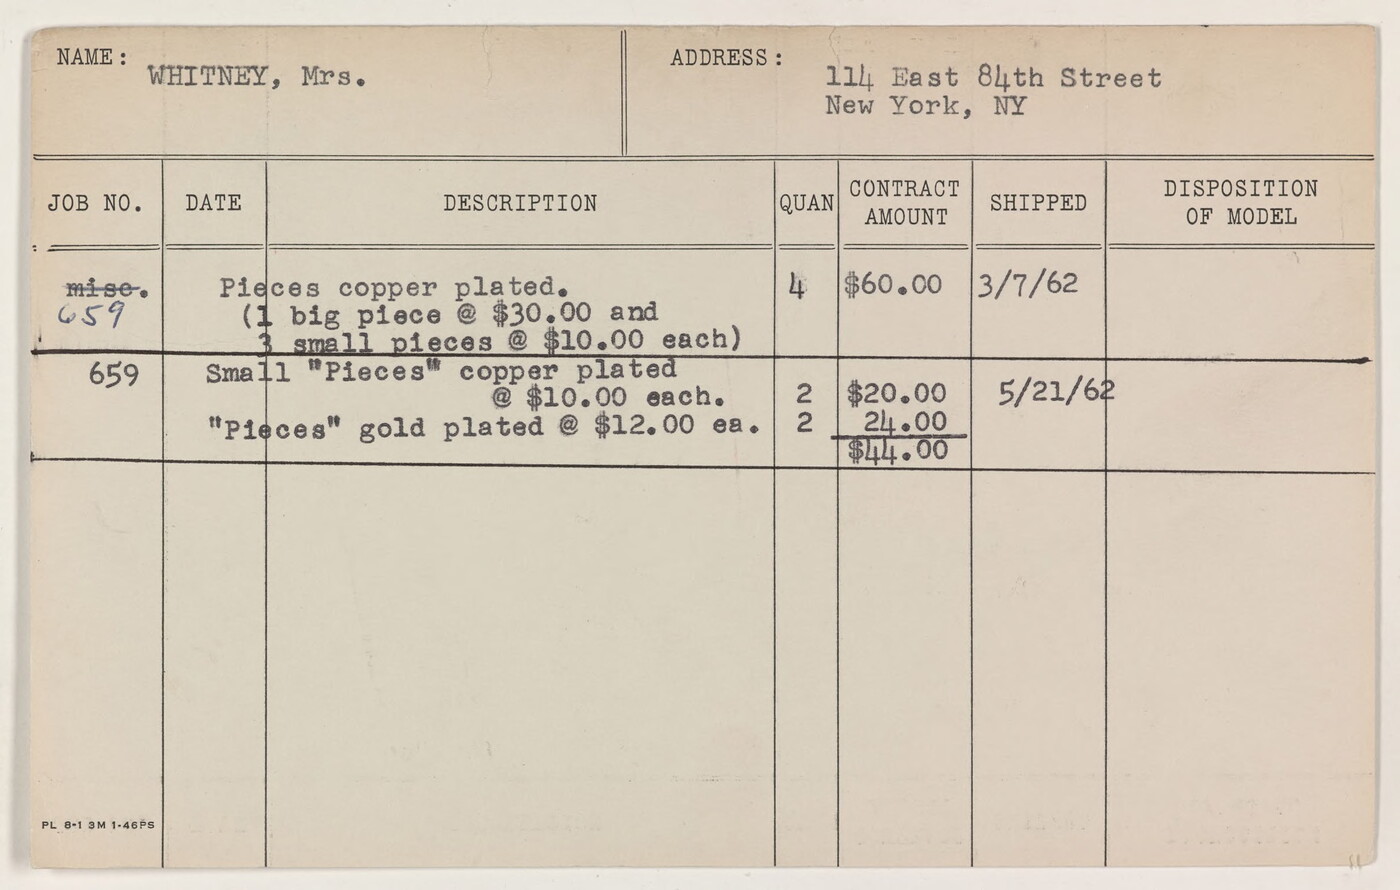 NAME: WHITNEY, Mrs.
ADDRESS: 114 East 84th Street
New York, NY
JOB NO. DATE DESCRIPTION QUAN CONTRACT AMOUNT SHIPPED DISPOSITION OF MODEL
misc. Pieces copper plated. 4 $60.00 3/7/62
659 (1 big piece @ $30.00 and
3 small pieces @ $10.00 each)
659 Small "Pieces" copper plated
@ $10.00 each. 2 $20.00 5/21/62
"Pieces" gold plated @ $12.00 ea. 2 24.00
$44.00
PL 8-1 3M 1-46PS